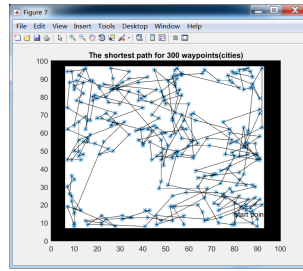 Figure 7
File Edit View Insert Tools Desktop Window Help
The shortest path for 300 waypoints(cities)
100
90
80
70
60
50
40
30
20
10
0
start poin
0 10 20 30 40 50 60 70 80 90 100